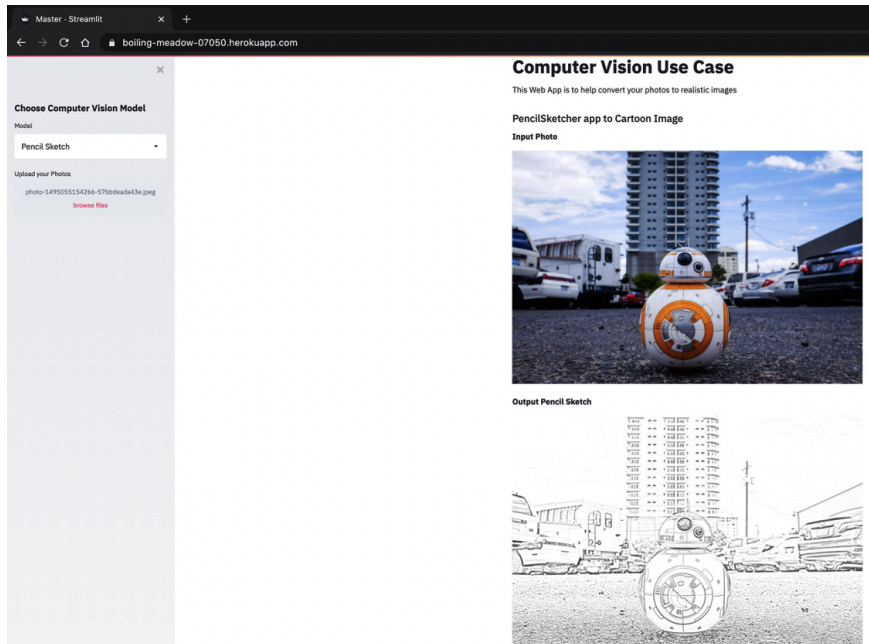 Master · Streamlit
boiling-meadow-07050.herokuapp.com
Choose Computer Vision Model
Model
Pencil Sketch
Upload your Photos
photo-1495055154266-57bbdeada43e.jpeg
browse files
Computer Vision Use Case
This Web App is to help convert your photos to realistic images
PencilSketcher app to Cartoon Image
Input Photo
Output Pencil Sketch